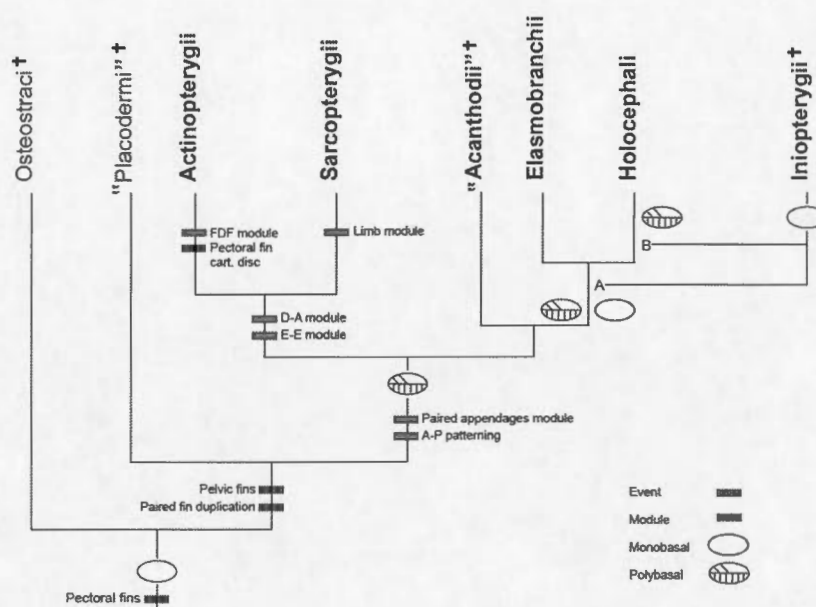 Osteostraci†
"Placodermi"†
Actinopterygii
Sarcopterygii
"Acanthodii"†
Elasmobranchii
Holocephali
Iniopterygii†
FDF module
Pectoral fin
cart. disc
Limb module
B
A
D-A module
E-E module
Paired appendages module
A-P patterning
Pelvic fins
Paired fin duplication
Pectoral fins
Event
Module
Monobasal
Polybasal